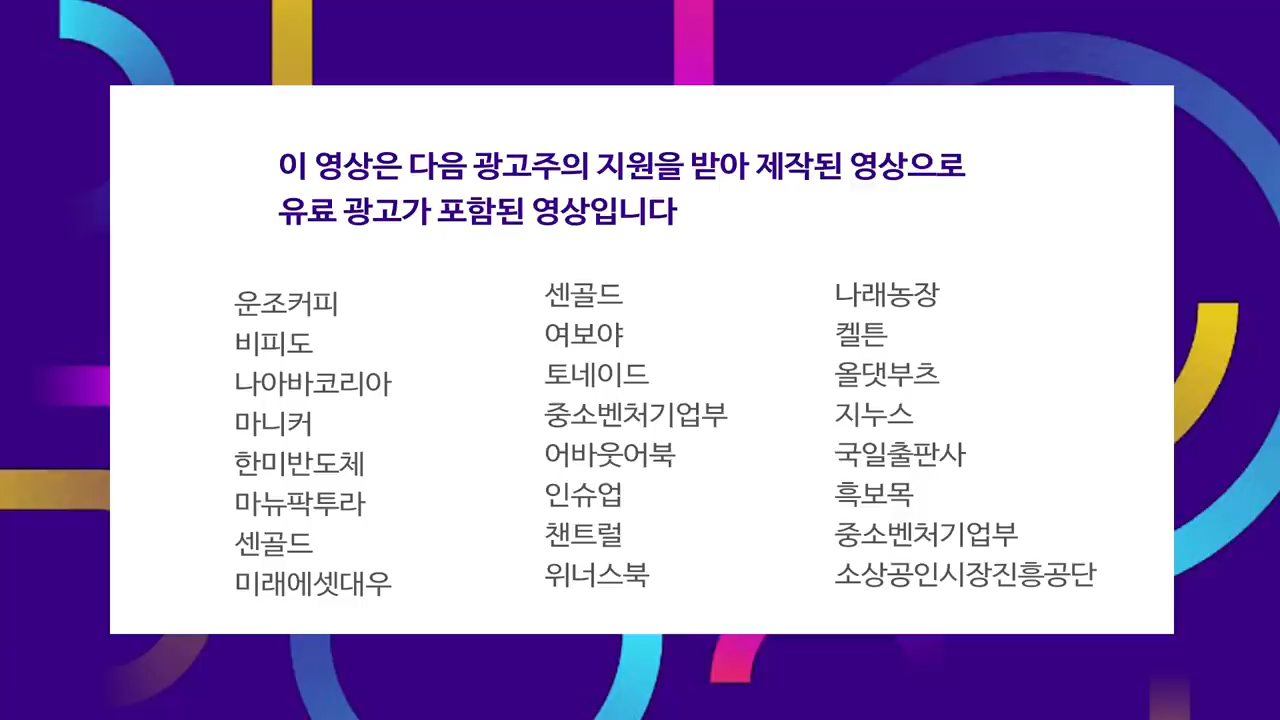 이 영상은 다음 광고주의 지원을 받아 제작된 영상으로
유료 광고가 포함된 영상입니다
운조커피
비피도
나아바코리아
마니커
한미반도체
마뉴팍투라
센골드
미래에셋대우
센골드
여보야
토네이드
중소벤처기업부
어바웃어북
인슈업
챈트럴
위너스북
나래농장
켈튼
올댓부츠
지누스
국일출판사
흑보목
중소벤처기업부
소상공인시장진흥공단